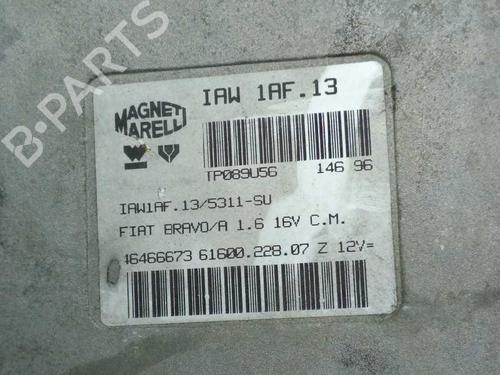 B-PARTS
MAGNETI MARELLI
IAW 1AF.13
TP089U56 146 96
IAW1AF.13/5311-SU
FIAT BRAVO/A 1.6 16V C.M.
46466673 61600.228.07 Z 12V=